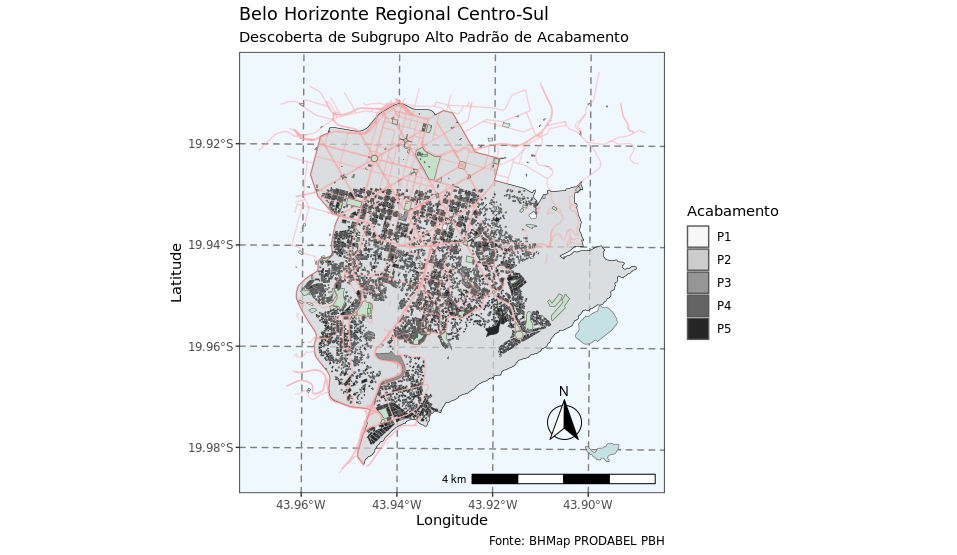 Belo Horizonte Regional Centro-Sul
Descoberta de Subgrupo Alto Padrão de Acabamento
19.92°S
19.94°S
19.96°S
19.98°S
Latitude
N
4 km
43.96°W 43.94°W 43.92°W 43.90°W
Longitude
Fonte: BHMap PRODABEL PBH
Acabamento
P1
P2
P3
P4
P5